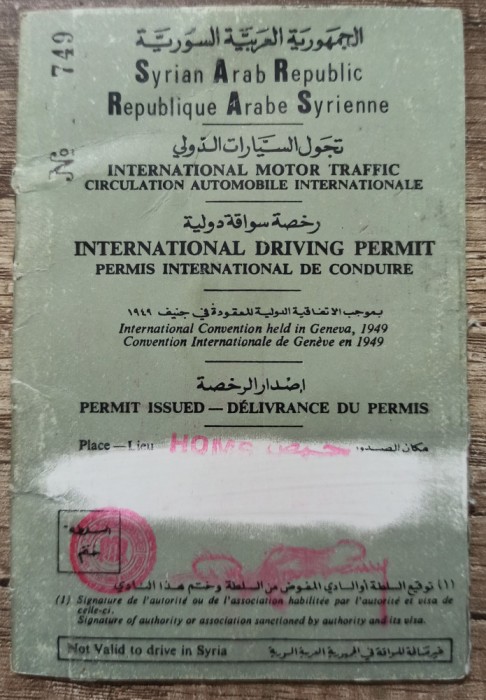 No 749
الجمهورية العربية السورية
Syrian Arab Republic
Republique Arabe Syrienne
تجول السيارات الدولي
INTERNATIONAL MOTOR TRAFFIC
CIRCULATION AUTOMOBILE INTERNATIONALE
رخصة سواقة دولية
INTERNATIONAL DRIVING PERMIT
PERMIS INTERNATIONAL DE CONDUIRE
بموجب الاتفاقية الدولية المعقودة في جنيف ١٩٤٩
International Convention held in Geneva, 1949
Convention Internationale de Genève en 1949
إصدار الرخصة
PERMIT ISSUED — DÉLIVRANCE DU PERMIS
Place — Lieu HOMS حمص مكان الصدور
السلطة
ختم
(١) توقيع السلطة أو النادي المفوض من السلطة وختم هذا النادي
(1) Signature de l'autorité ou de l'association habilitée par l'autorité et visa de
celle-ci.
Signature of authority or association sanctioned by authority and its visa.
Not Valid to drive in Syria غير صالحة للسواقة في الجمهورية العربية السورية